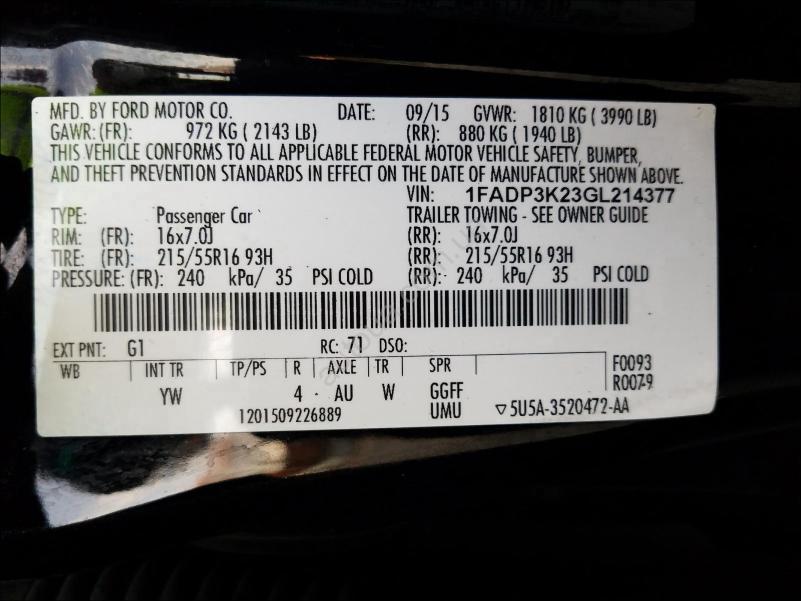 MFD. BY FORD MOTOR CO. DATE: 09/15 GVWR: 1810 KG ( 3990 LB)
GAWR: (FR): 972 KG ( 2143 LB) (RR): 880 KG ( 1940 LB)
THIS VEHICLE CONFORMS TO ALL APPLICABLE FEDERAL MOTOR VEHICLE SAFETY, BUMPER,
AND THEFT PREVENTION STANDARDS IN EFFECT ON THE DATE OF MANUFACTURE SHOWN ABOVE.
VIN: 1FADP3K23GL214377
TYPE: Passenger Car TRAILER TOWING - SEE OWNER GUIDE
RIM: (FR): 16x7.0J (RR): 16x7.0J
TIRE: (FR): 215/55R16 93H (RR): 215/55R16 93H
PRESSURE: (FR): 240 kPa/ 35 PSI COLD (RR): 240 kPa/ 35 PSI COLD
EXT PNT: G1 RC: 71 DSO:
WB INT TR TP/PS R AXLE TR SPR F0093
YW 4 AU W GGFF R0079
1201509226889 UMU ▽ 5U5A-3520472-AA